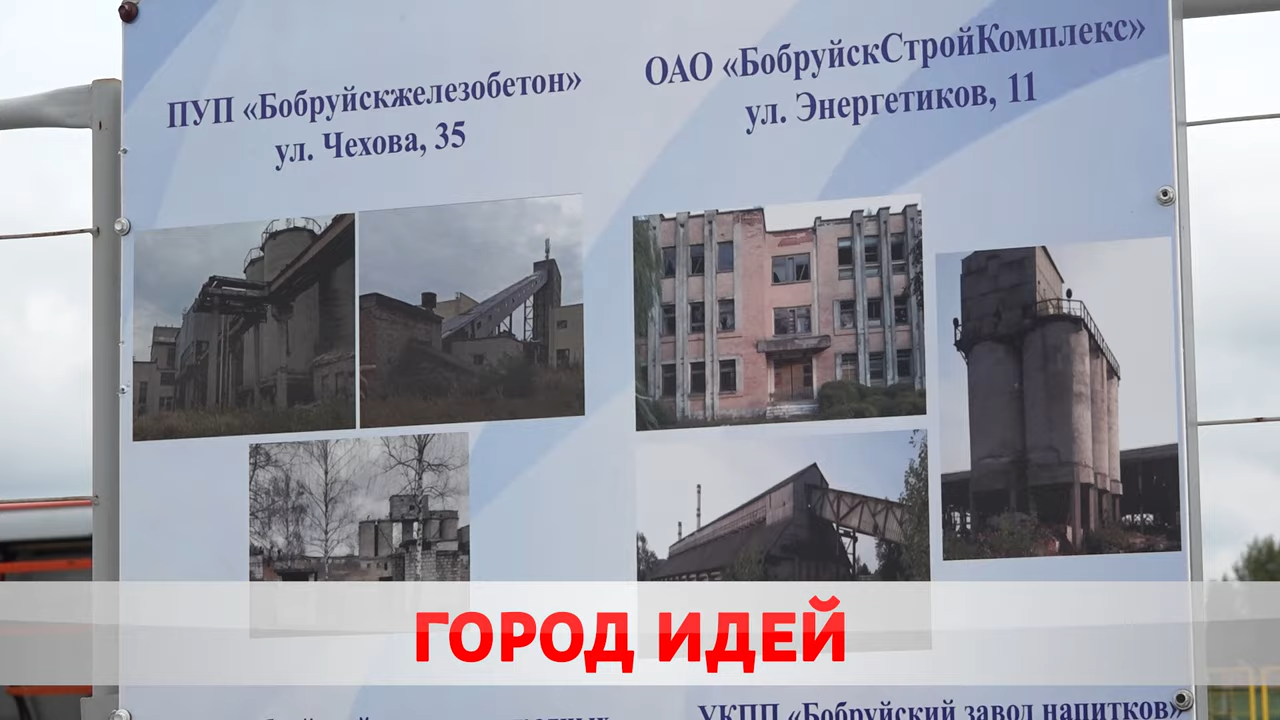 ПУП «Бобруйскжелезобетон»
ул. Чехова, 35
ОАО «БобруйскСтройКомплекс»
ул. Энергетиков, 11
ГОРОД ИДЕЙ
УКПП «Бобруйский завод напитков»